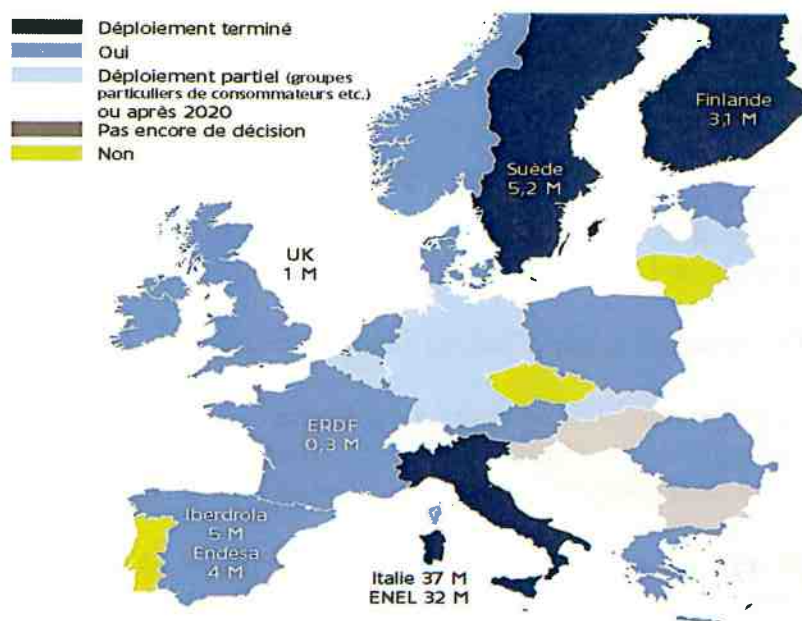 Déploiement terminé
Oui
Déploiement partiel (groupes
particuliers de consommateurs etc.)
ou après 2020
Pas encore de décision
Non
Finlande
3,1 M
Suède
5,2 M
UK
1 M
ERDF
0,3 M
Iberdrola
5 M
Endesa
4 M
Italie 37 M
ENEL 32 M